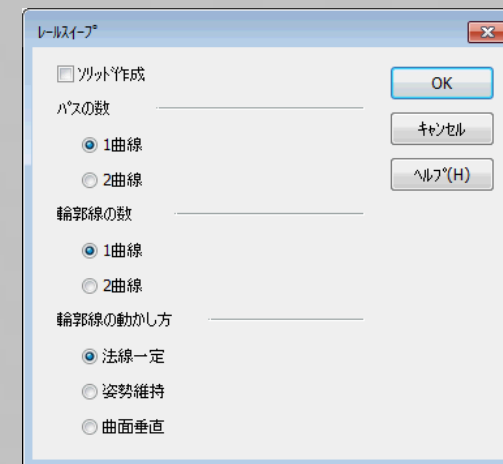 ﾚｰﾙｽｲｰﾌﾟ
ｿﾘｯﾄﾞ作成
ﾊﾟｽの数
1曲線
2曲線
輪郭線の数
1曲線
2曲線
輪郭線の動かし方
法線一定
姿勢維持
曲面垂直
OK
ｷｬﾝｾﾙ
ﾍﾙﾌﾟ(H)